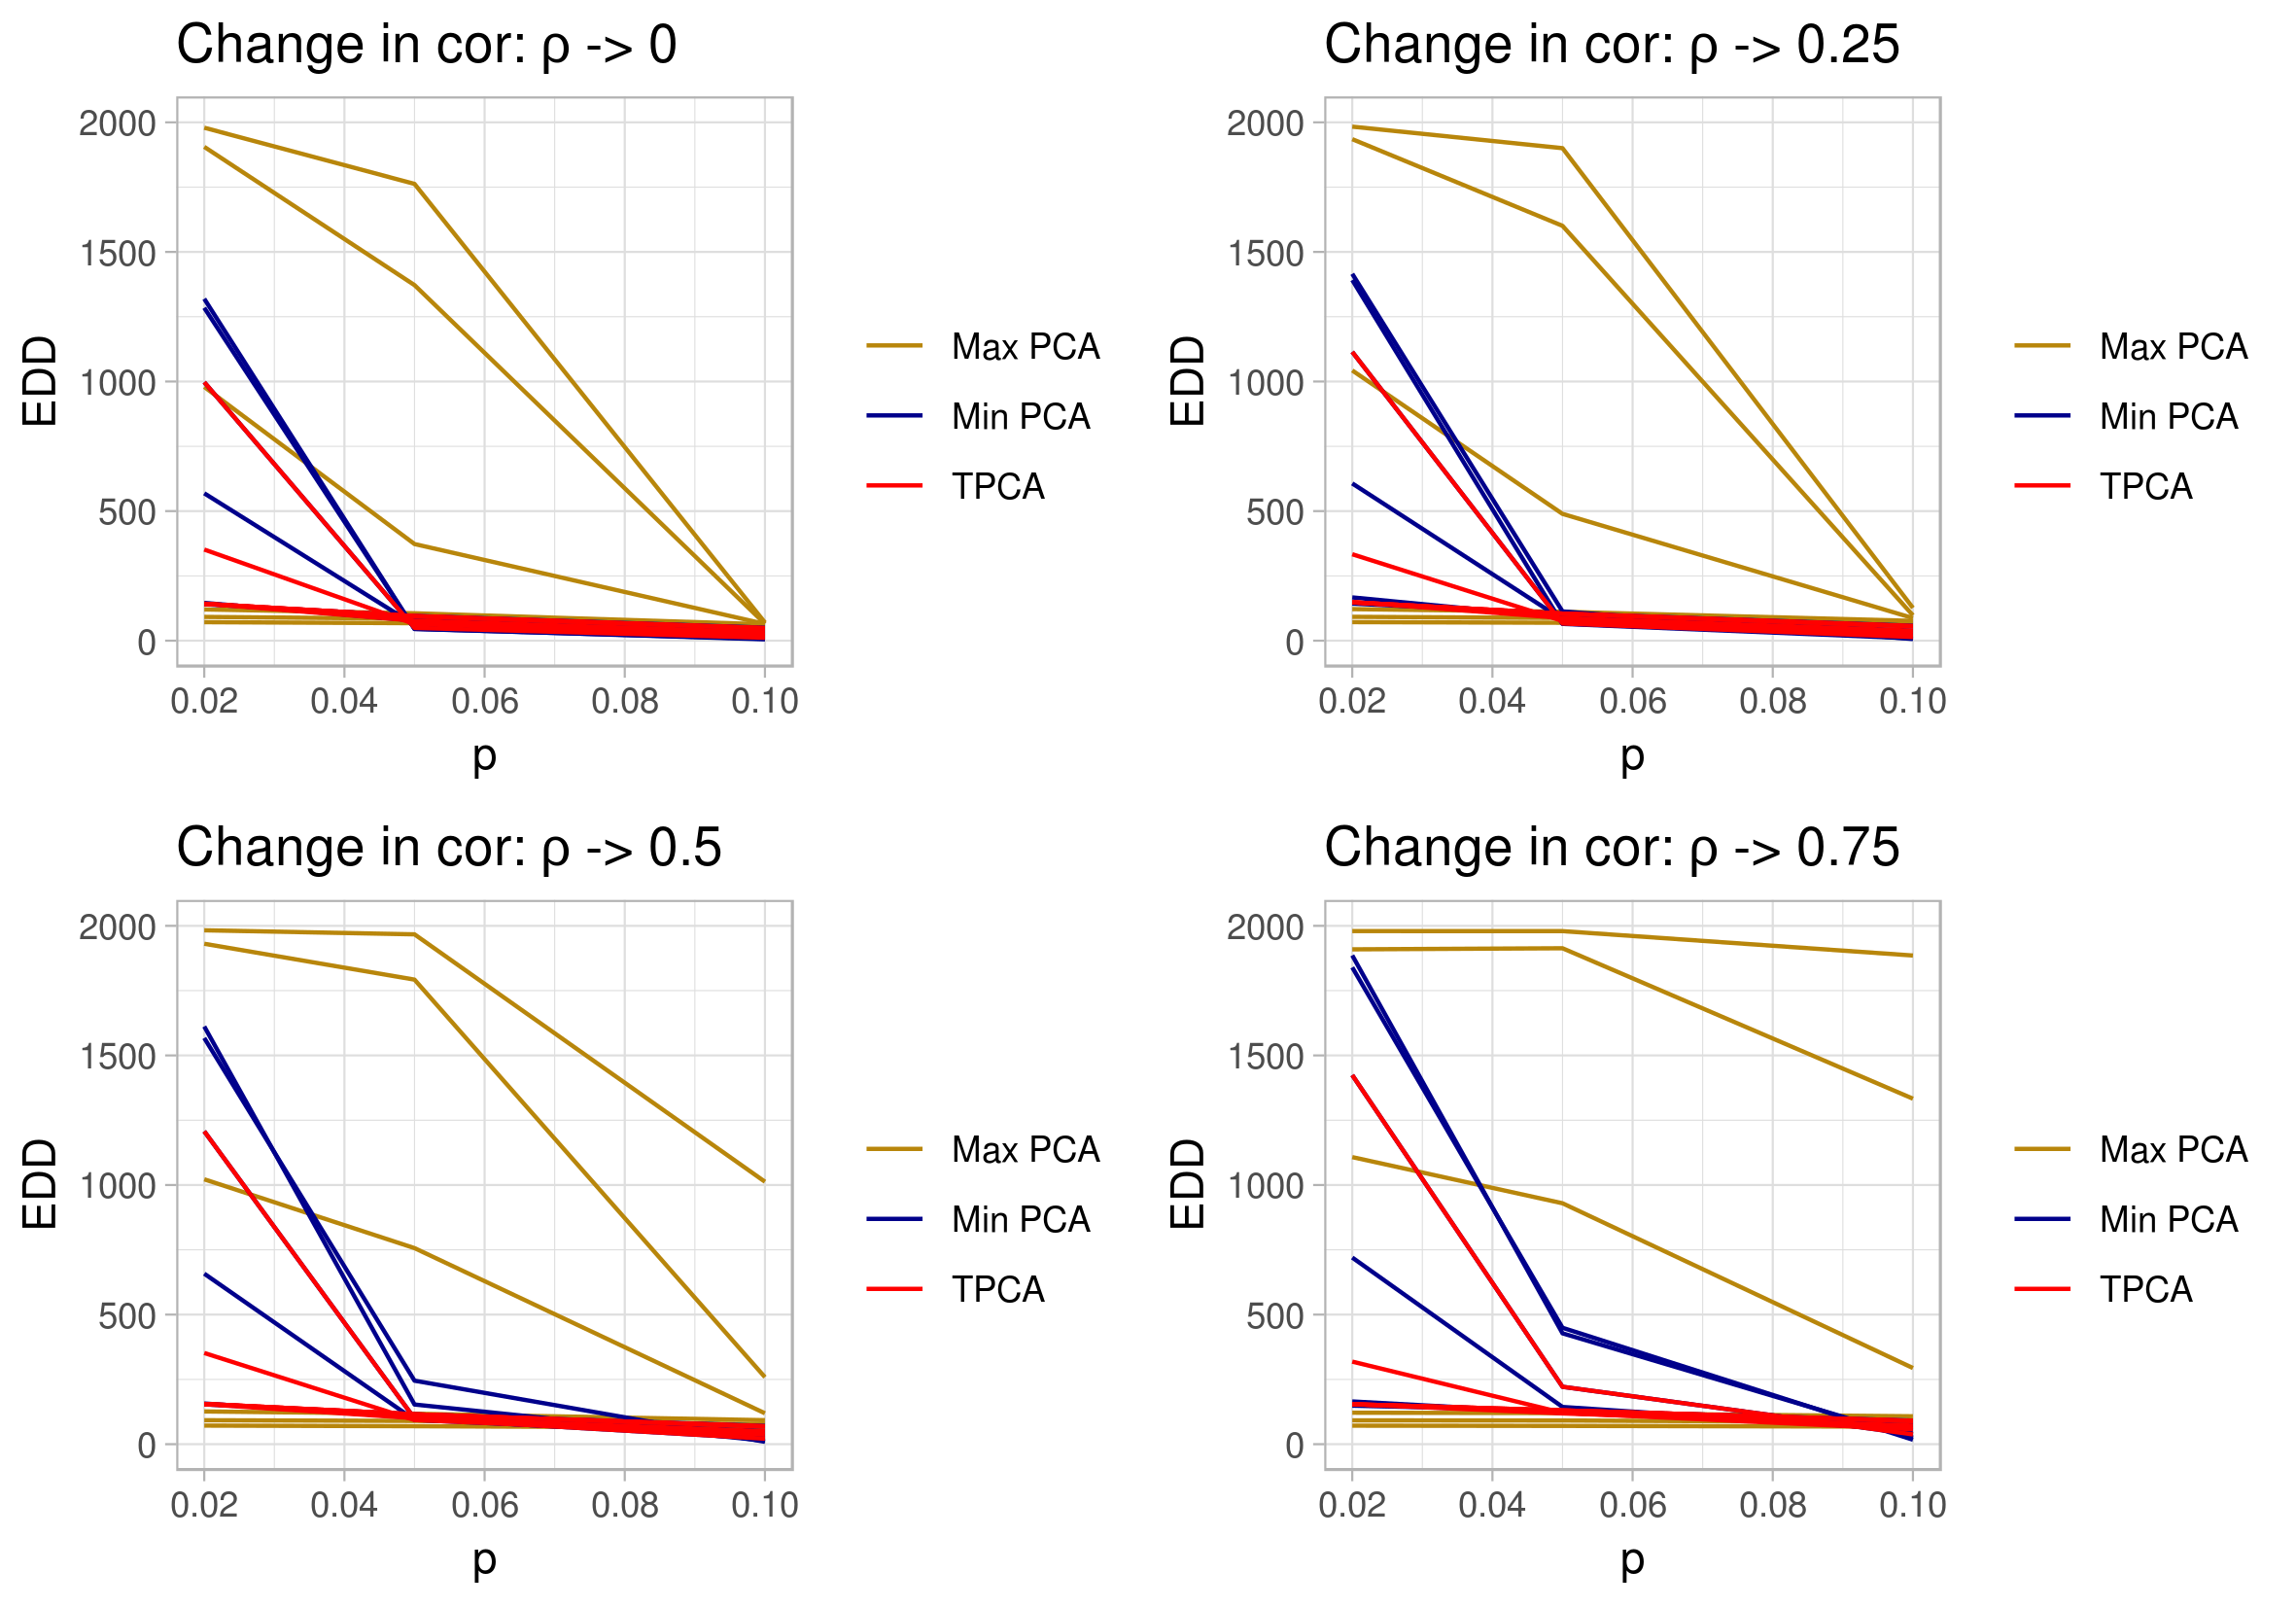 Change in cor: ρ -> 0
2000
1500
1000
500
0
EDD
0.02 0.04 0.06 0.08 0.10
p
Max PCA
Min PCA
TPCA
Change in cor: ρ -> 0.25
2000
1500
1000
500
0
EDD
0.02 0.04 0.06 0.08 0.10
p
Max PCA
Min PCA
TPCA
Change in cor: ρ -> 0.5
2000
1500
1000
500
0
EDD
0.02 0.04 0.06 0.08 0.10
p
Max PCA
Min PCA
TPCA
Change in cor: ρ -> 0.75
2000
1500
1000
500
0
EDD
0.02 0.04 0.06 0.08 0.10
p
Max PCA
Min PCA
TPCA